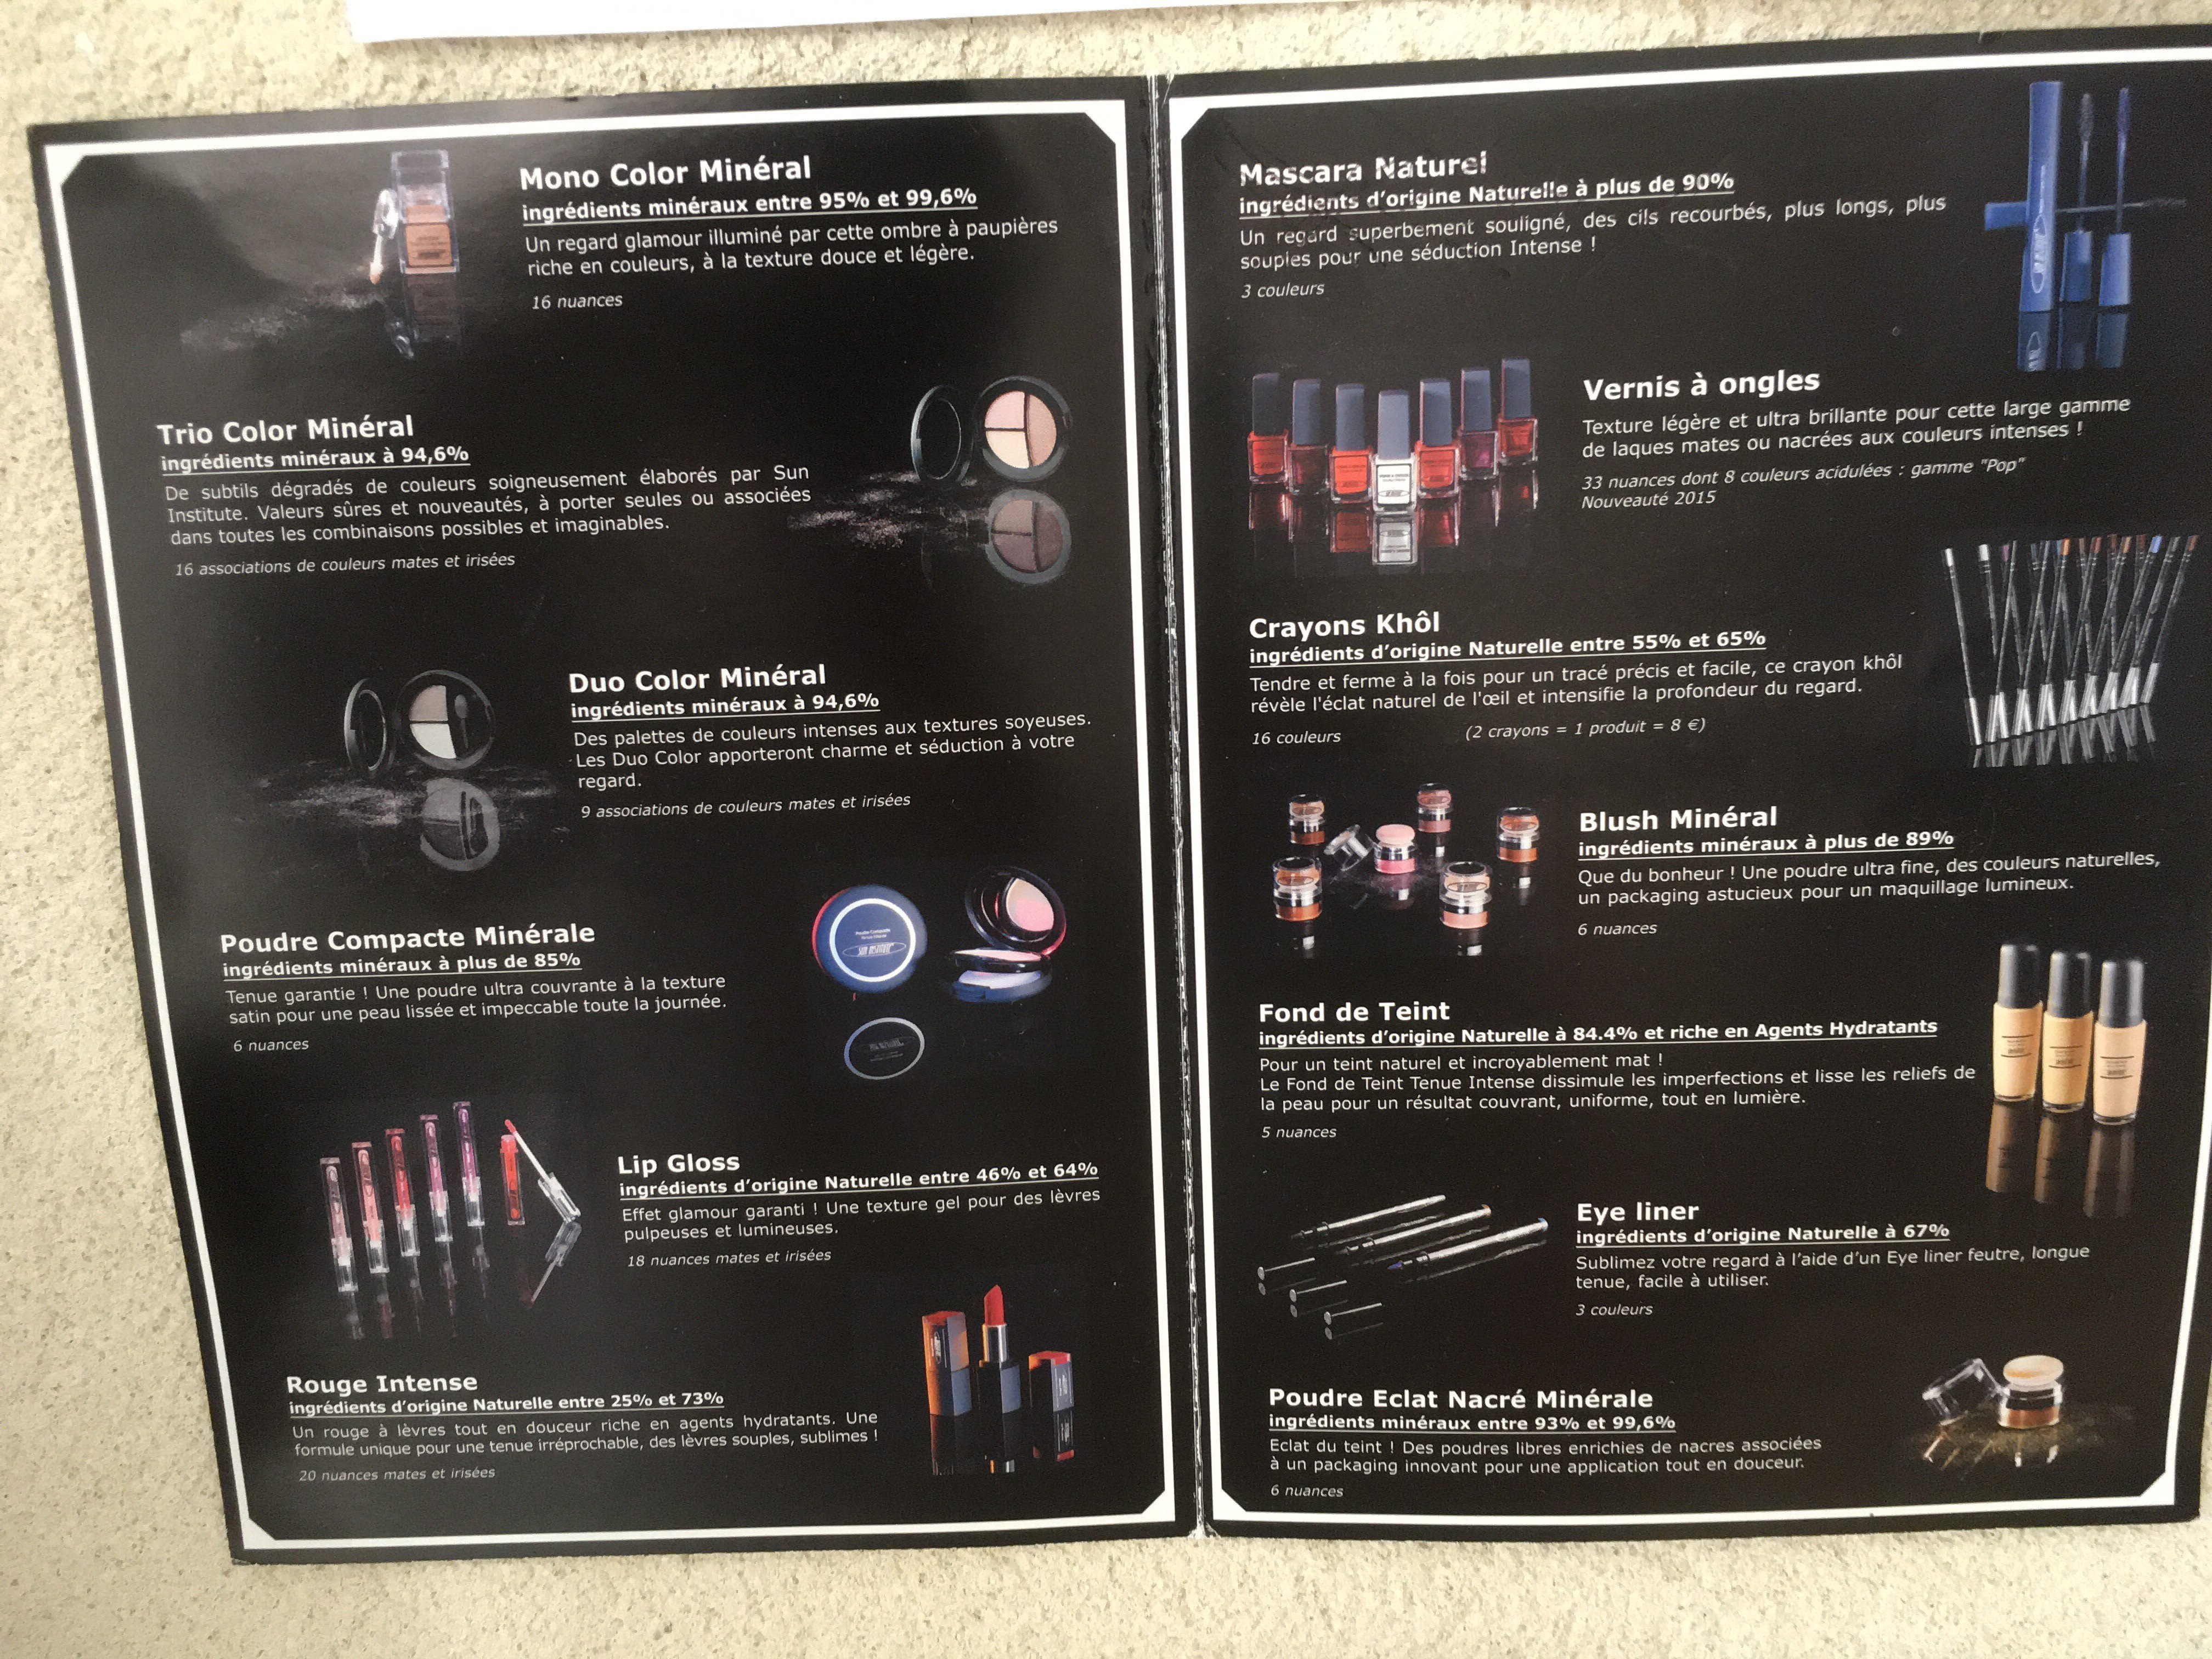 Mono Color Minéral
ingrédients minéraux entre 95% et 99,6%
Un regard glamour illuminé par cette ombre à paupières
riche en couleurs, à la texture douce et légère.
16 nuances
Trio Color Minéral
ingrédients minéraux à 94,6%
De subtils dégradés de couleurs soigneusement élaborés par Sun
Institute. Valeurs sûres et nouveautés, à porter seules ou associées
dans toutes les combinaisons possibles et imaginables.
16 associations de couleurs mates et irisées
Duo Color Minéral
ingrédients minéraux à 94,6%
Des palettes de couleurs intenses aux textures soyeuses.
Les Duo Color apporteront charme et séduction à votre
regard.
9 associations de couleurs mates et irisées
Poudre Compacte Minérale
ingrédients minéraux à plus de 85%
Tenue garantie ! Une poudre ultra couvrante à la texture
satin pour une peau lissée et impeccable toute la journée.
6 nuances
Lip Gloss
ingrédients d'origine Naturelle entre 46% et 64%
Effet glamour garanti ! Une texture gel pour des lèvres
pulpeuses et lumineuses.
18 nuances mates et irisées
Rouge Intense
ingrédients d'origine Naturelle entre 25% et 73%
Un rouge à lèvres tout en douceur riche en agents hydratants. Une
formule unique pour une tenue irréprochable, des lèvres souples, sublimes !
20 nuances mates et irisées
Mascara Naturel
ingrédients d'origine Naturelle à plus de 90%
Un regard superbement souligné, des cils recourbés, plus longs, plus
souples pour une séduction Intense !
3 couleurs
Vernis à ongles
Texture légère et ultra brillante pour cette large gamme
de laques mates ou nacrées aux couleurs intenses !
33 nuances dont 8 couleurs acidulées : gamme "Pop"
Nouveauté 2015
Crayons Khôl
ingrédients d'origine Naturelle entre 55% et 65%
Tendre et ferme à la fois pour un tracé précis et facile, ce crayon khôl
révèle l'éclat naturel de l'œil et intensifie la profondeur du regard.
16 couleurs (2 crayons = 1 produit = 8 €)
Blush Minéral
ingrédients minéraux à plus de 89%
Que du bonheur ! Une poudre ultra fine, des couleurs naturelles,
un packaging astucieux pour un maquillage lumineux.
6 nuances
Fond de Teint
ingrédients d'origine Naturelle à 84.4% et riche en Agents Hydratants
Pour un teint naturel et incroyablement mat !
Le Fond de Teint Tenue Intense dissimule les imperfections et lisse les reliefs de
la peau pour un résultat couvrant, uniforme, tout en lumière.
5 nuances
Eye liner
ingrédients d'origine Naturelle à 67%
Sublimez votre regard à l'aide d'un Eye liner feutre, longue
tenue, facile à utiliser.
3 couleurs
Poudre Eclat Nacré Minérale
ingrédients minéraux entre 93% et 99,6%
Eclat du teint ! Des poudres libres enrichies de nacres associées
à un packaging innovant pour une application tout en douceur.
6 nuances